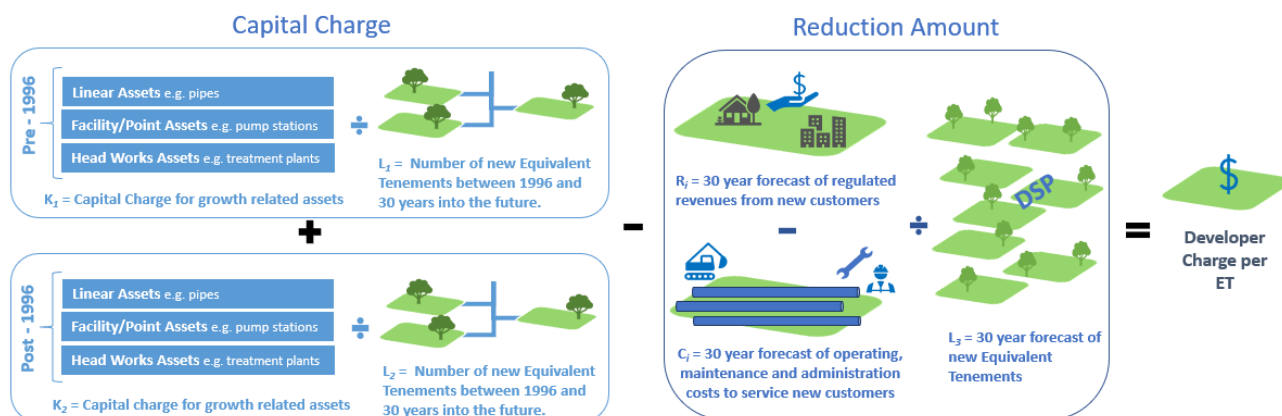 Capital Charge
Reduction Amount
Pre - 1996
Linear Assets e.g. pipes
Facility/Point Assets e.g. pump stations
Head Works Assets e.g. treatment plants
÷
K1 = Capital Charge for growth related assets
L1 = Number of new Equivalent
Tenements between 1996 and
30 years into the future.
+
Post - 1996
Linear Assets e.g. pipes
Facility/Point Assets e.g. pump stations
Head Works Assets e.g. treatment plants
÷
K2 = Capital charge for growth related assets
L2 = Number of new Equivalent
Tenements between 1996 and
30 years into the future.
-
$
Ri = 30 year forecast of regulated
revenues from new customers
-
Ci = 30 year forecast of operating,
maintenance and administration
costs to service new customers
÷
DSP
L3 = 30 year forecast of
new Equivalent
Tenements
=
$
Developer
Charge per
ET